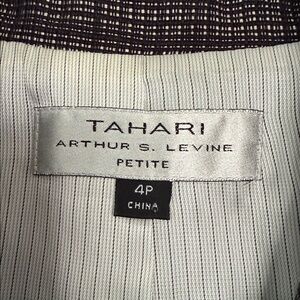 TAHARI
ARTHUR S. LEVINE
PETITE
4P
CHINA